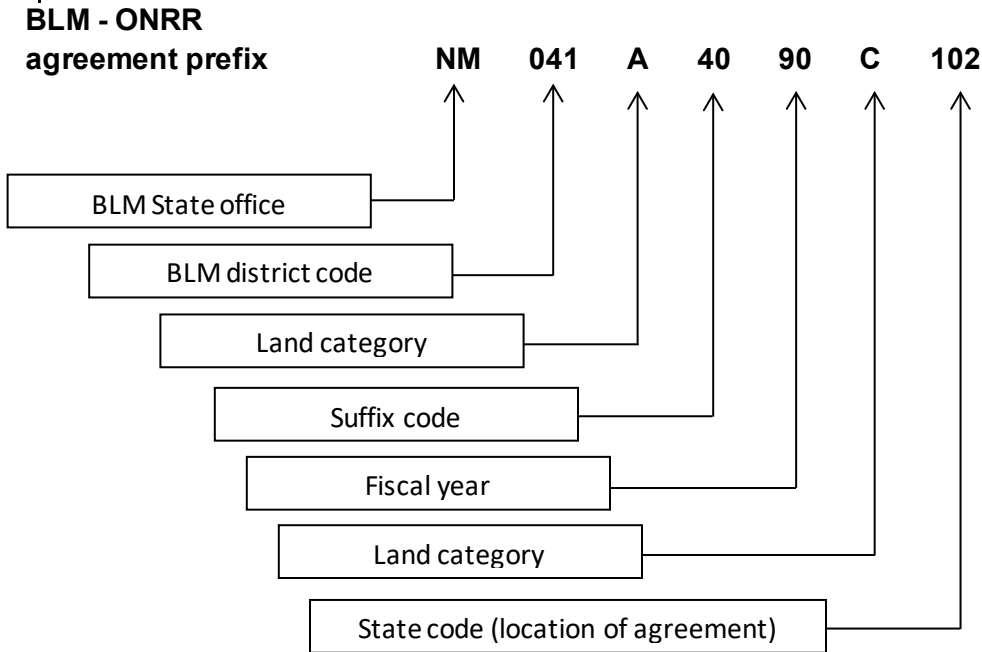 BLM - ONRR
agreement prefix NM 041 A 40 90 C 102
BLM State office
BLM district code
Land category
Suffix code
Fiscal year
Land category
State code (location of agreement)